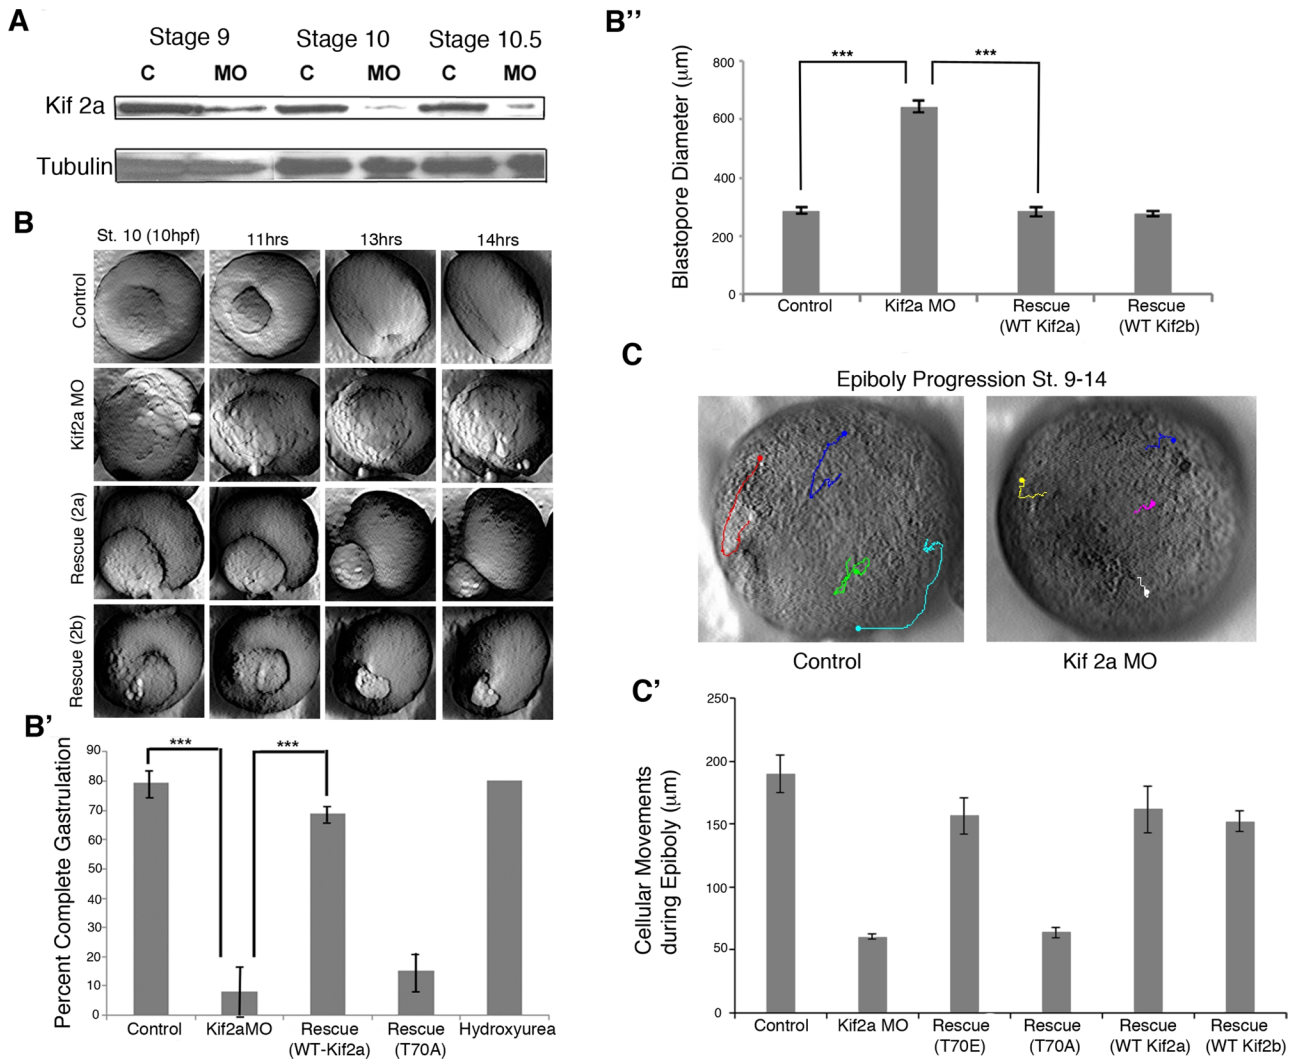 A
Stage 9 Stage 10 Stage 10.5
C MO C MO C MO
Kif 2a
Tubulin
B
St. 10 (10hpf) 11hrs 13hrs 14hrs
Control
Kif2a MO
Rescue (2a)
Rescue (2b)
B'
Percent Complete Gastrulation
90
80
70
60
50
40
30
20
10
0
*** ***
Control Kif2aMO Rescue (WT-Kif2a) Rescue (T70A) Hydroxyurea
B''
Blastopore Diameter (μm)
800
600
400
200
0
*** ***
Control Kif2a MO Rescue (WT Kif2a) Rescue (WT Kif2b)
C
Epiboly Progression St. 9-14
Control Kif 2a MO
C'
Cellular Movements
during Epiboly (μm)
250
200
150
100
50
0
Control Kif2a MO Rescue (T70E) Rescue (T70A) Rescue (WT Kif2a) Rescue (WT Kif2b)